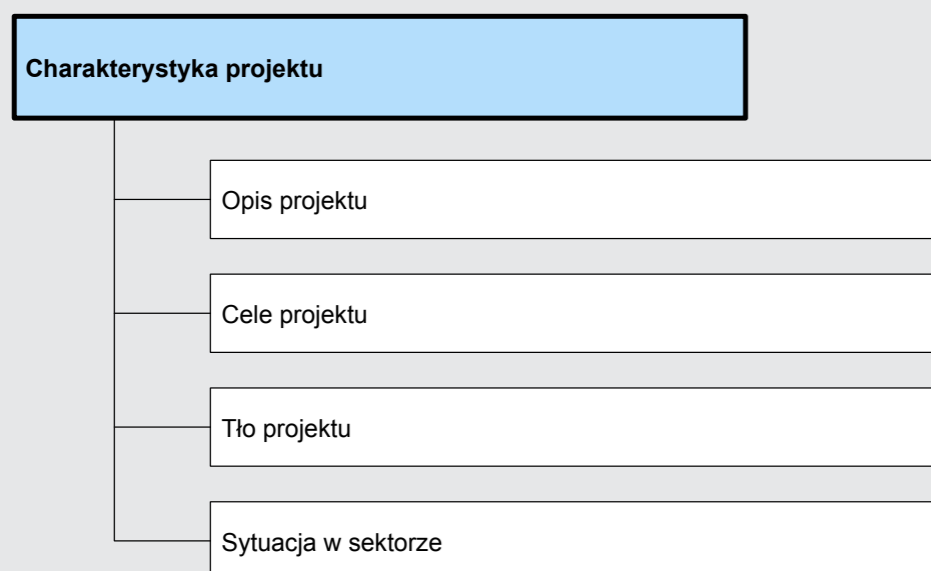 Charakterystyka projektu
Opis projektu
Cele projektu
Tło projektu
Sytuacja w sektorze